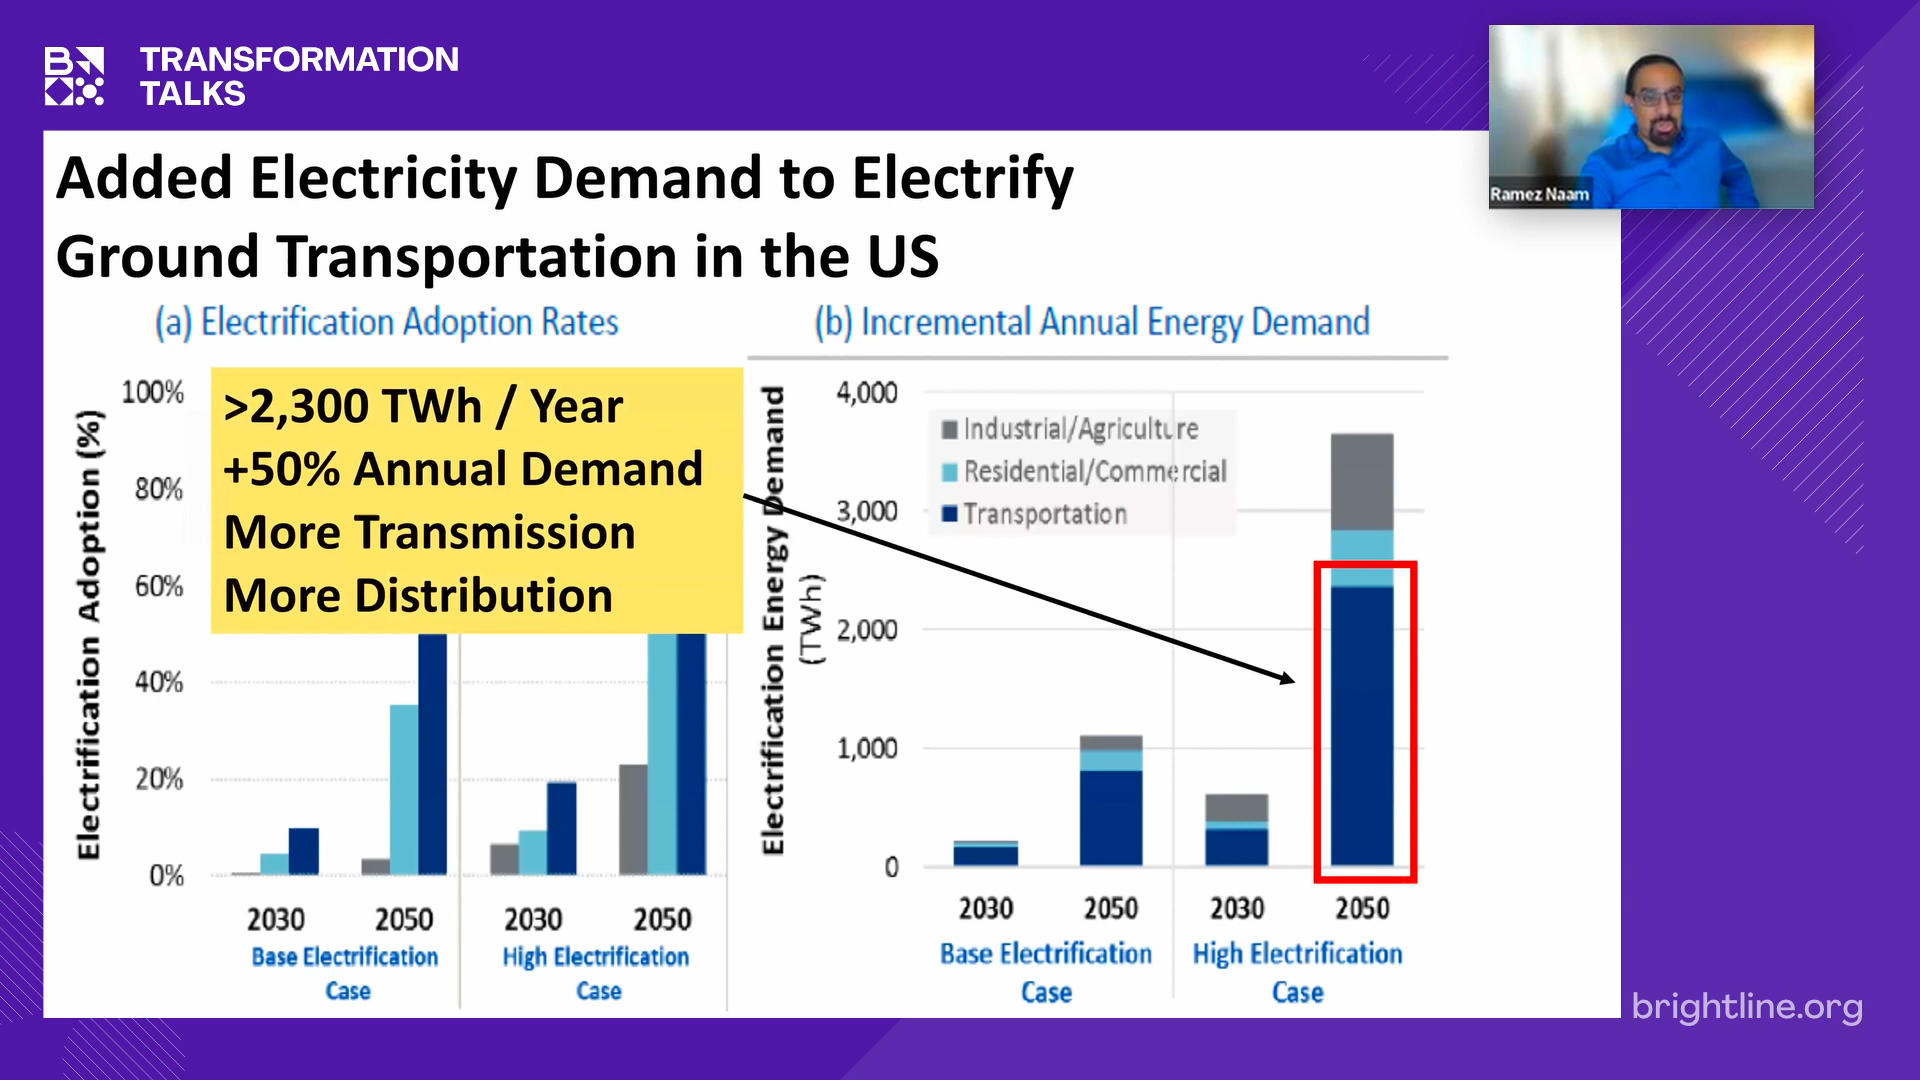 TRANSFORMATION
TALKS
Ramez Naam
Added Electricity Demand to Electrify
Ground Transportation in the US
(a) Electrification Adoption Rates
Electrification Adoption (%)
100%
80%
60%
40%
20%
0%
>2,300 TWh / Year
+50% Annual Demand
More Transmission
More Distribution
2030
2050
2030
2050
Base Electrification
Case
High Electrification
Case
(b) Incremental Annual Energy Demand
Electrification Energy Demand
(TWh)
4,000
3,000
2,000
1,000
0
Industrial/Agriculture
Residential/Commercial
Transportation
2030
2050
2030
2050
Base Electrification
Case
High Electrification
Case
brightline.org